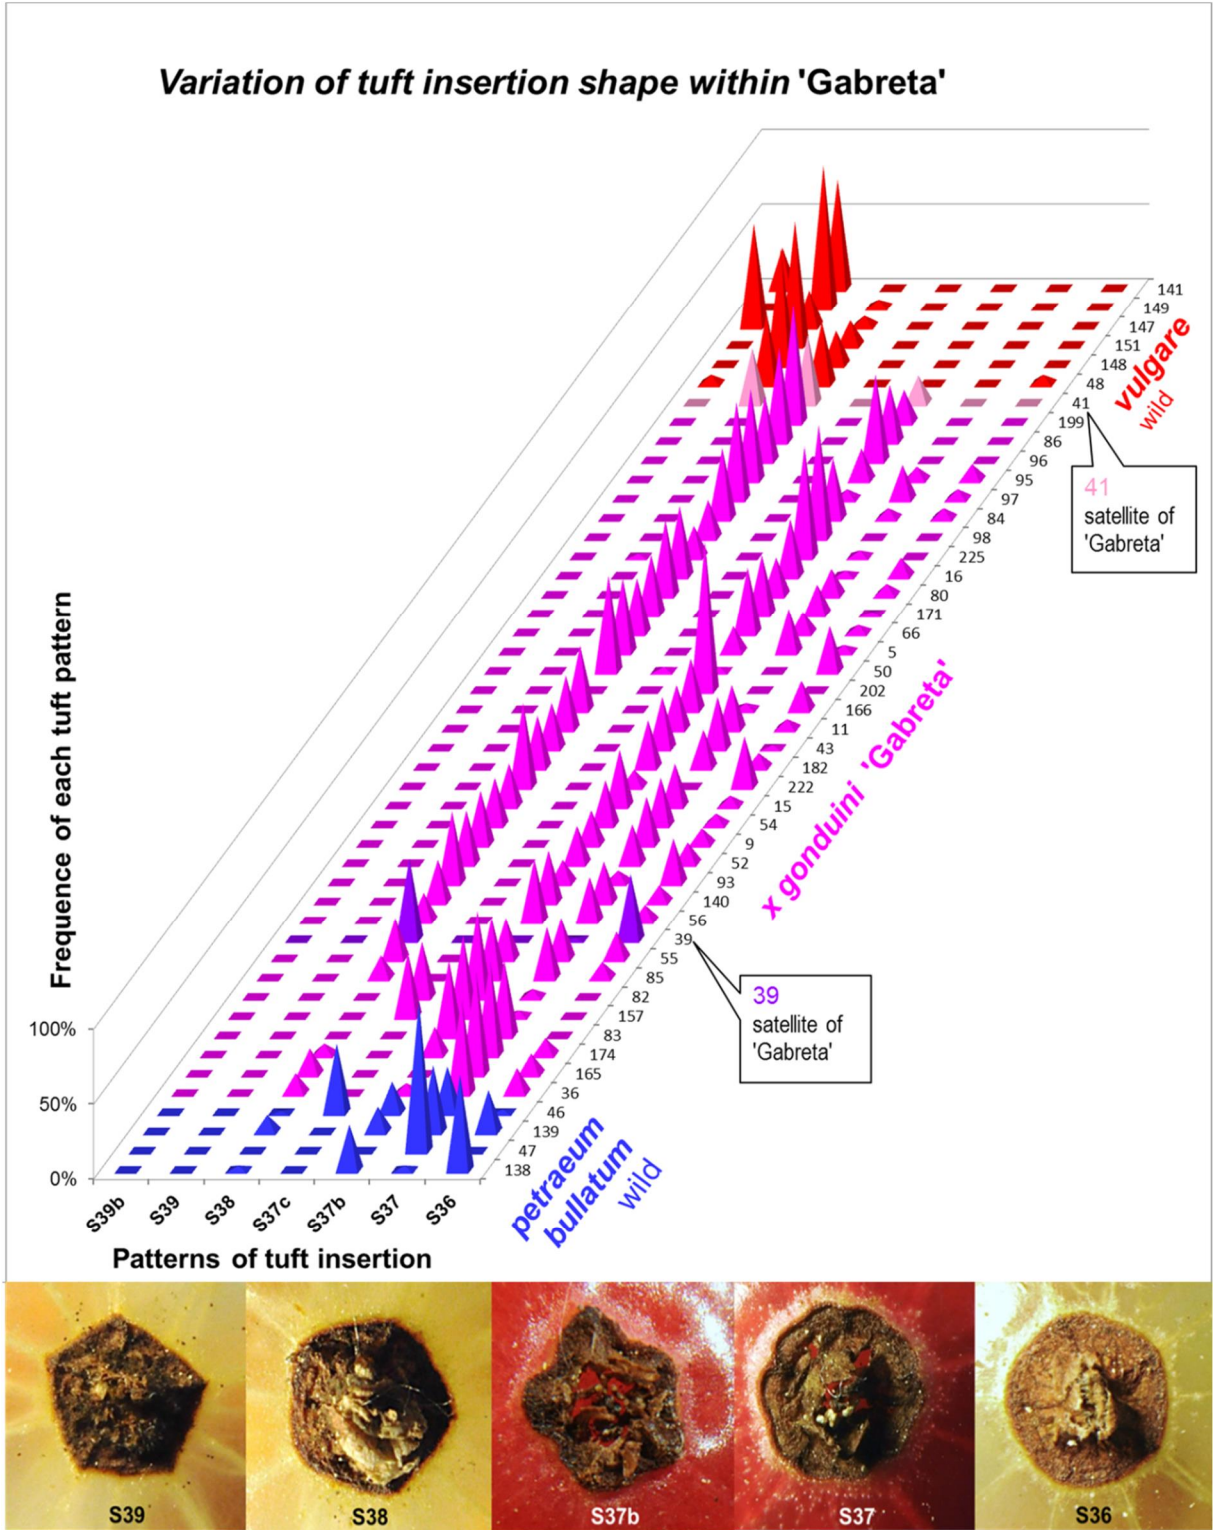 Variation of tuft insertion shape within 'Gabreta'
Frequence of each tuft pattern
100%
50%
0%
S39b
S39
S38
S37c
S37b
S37
S36
Patterns of tuft insertion
141
149
147
151
148
48
41
199
86
96
95
97
84
98
225
16
80
171
66
5
50
202
166
11
43
182
222
15
54
9
52
93
140
56
39
55
85
82
157
83
174
165
36
46
139
47
138
vulgare
wild
41
satellite of
'Gabreta'
x gonduini 'Gabreta'
39
satellite of
'Gabreta'
petraeum
bullatum
wild
S39
S38
S37b
S37
S36